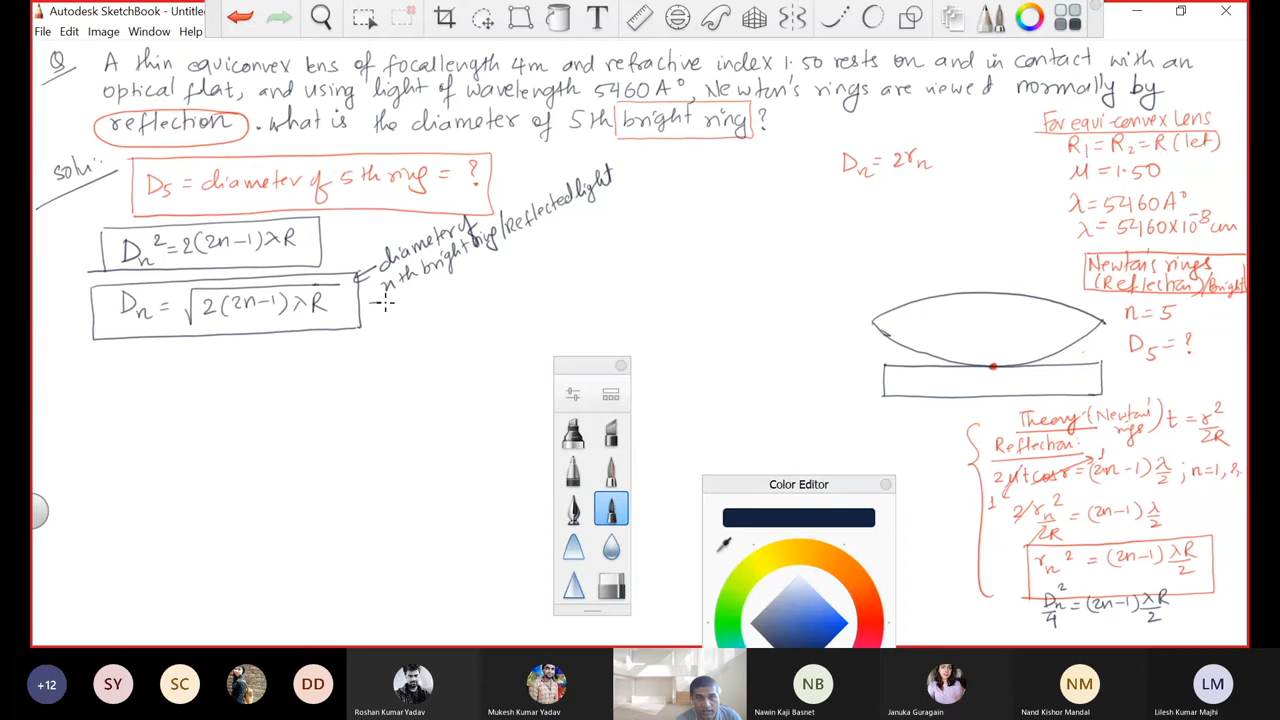 Autodesk SketchBook - Untitle
File Edit Image Window Help
Q A thin equiconvex lens of focal length 4m and refractive index 1.50 rests on and in contact with an
optical flat, and using light of wavelength 5460A°, Newton's rings are viewed normally by
reflection. what is the diameter of 5th bright ring?
soln:
D5 = diameter of 5th ring = ?
Dn² = 2(2n-1)λR
Dn = √2(2n-1)λR
diameter of
nth bright ring/Reflected light
Dn = 2rn
For equi-convex Lens
R1 = R2 = R (let)
μ = 1.50
λ = 5460A°
λ = 5460×10⁻⁸cm
Newton's rings
(Reflection)/Bright
n = 5
D5 = ?
Theory (Newton's rings) t = r²/2R
Reflection:
2μt cosr = (2n-1)λ/2 ; n=1,2,
1
1
2rn²/2R = (2n-1)λ/2
rn² = (2n-1)λR/2
Dn²/4 = (2n-1)λR/2
Color Editor
+12 SY SC DD
Roshan Kumar Yadav
Mukesh Kumar Yadav
NB
Nawin Kaji Basnet
Januka Guragain
NM
Nand Kishor Mandal
LM
Lilesh Kumar Majhi